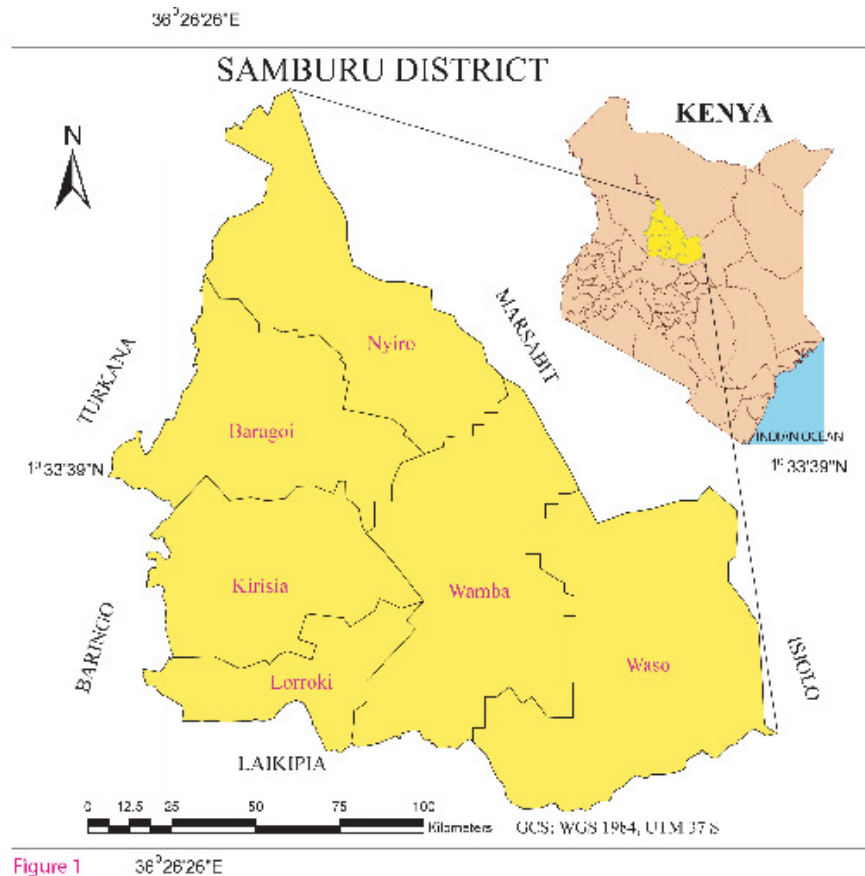 36°26'26"E
SAMBURU DISTRICT
KENYA
N
MARSABIT
Nyiro
TURKANA
Baragoi
INDIAN OCEAN
1°33'39"N
1°33'39"N
Kirisia
Wamba
BARINGO
ISIOLO
Waso
Lorroki
LAIKIPIA
0 12.5 25 50 75 100
Kilometers
GCS: WGS 1984, UTM 37 S
Figure 1
36°26'26"E